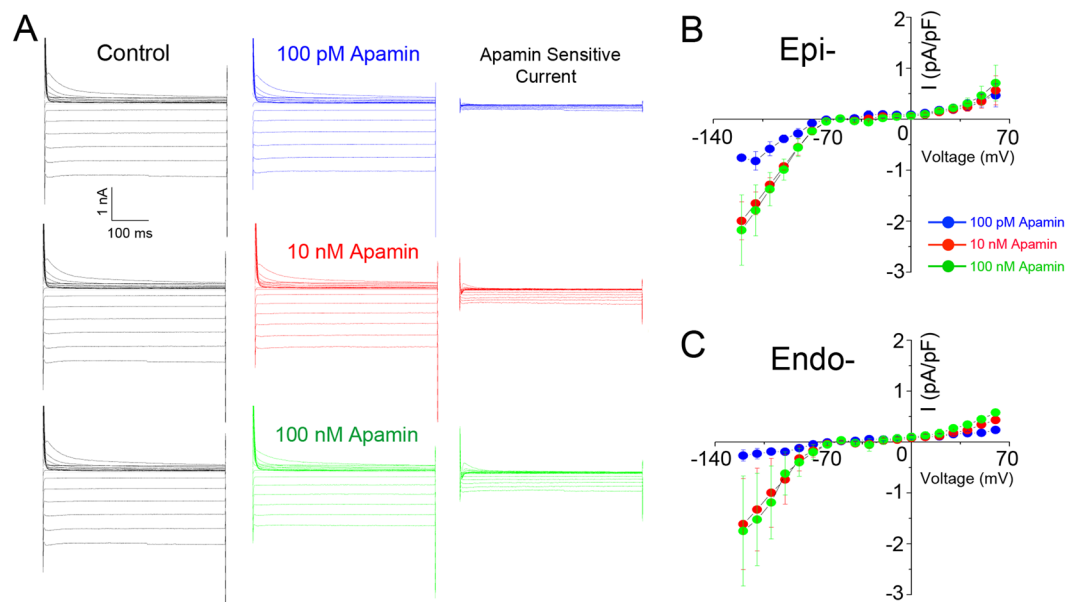 A
Control
100 pM Apamin
Apamin Sensitive
Current
1 nA
100 ms
10 nM Apamin
100 nM Apamin
B
Epi-
2
1
0
-1
-2
-3
I (pA/pF)
-140
-70
70
Voltage (mV)
100 pM Apamin
10 nM Apamin
100 nM Apamin
C
Endo-
2
1
0
-1
-2
-3
I (pA/pF)
-140
-70
70
Voltage (mV)